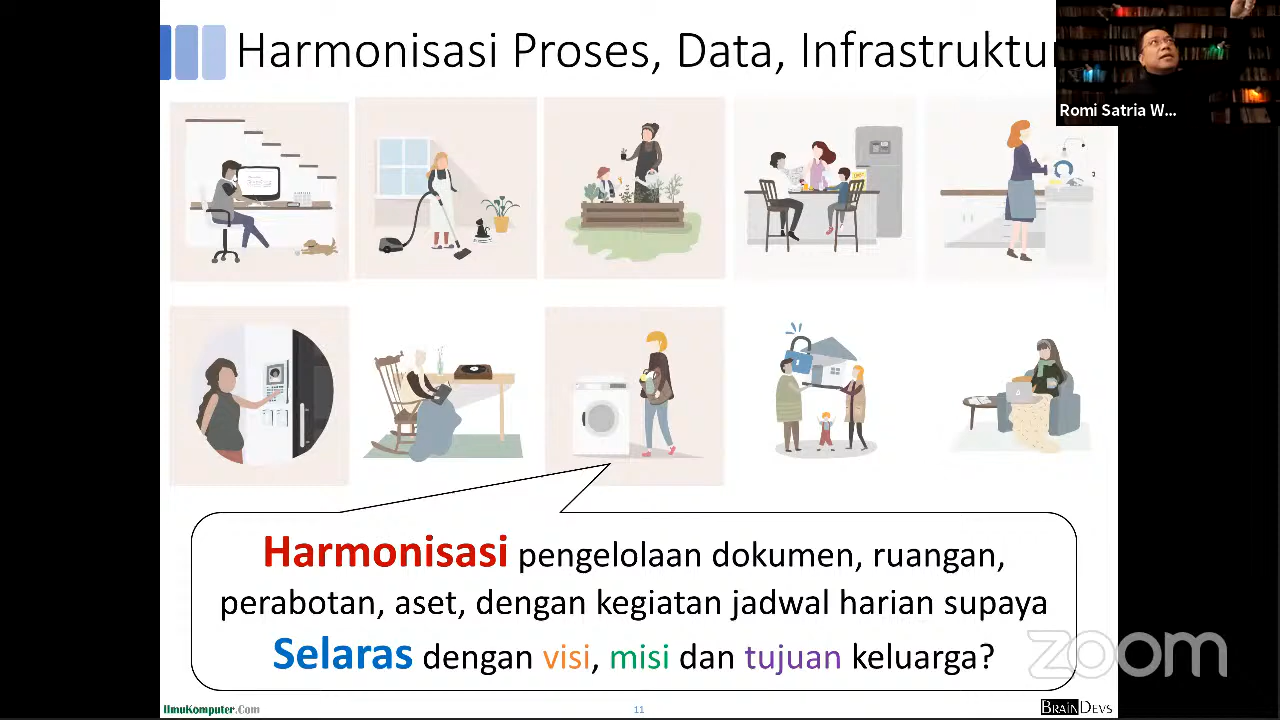 Harmonisasi Proses, Data, Infrastruktur
Romi Satria W...
Harmonisasi pengelolaan dokumen, ruangan,
perabotan, aset, dengan kegiatan jadwal harian supaya
Selaras dengan visi, misi dan tujuan keluarga?
zoom
IlmuKomputer.Com
11
BRAINDEVS